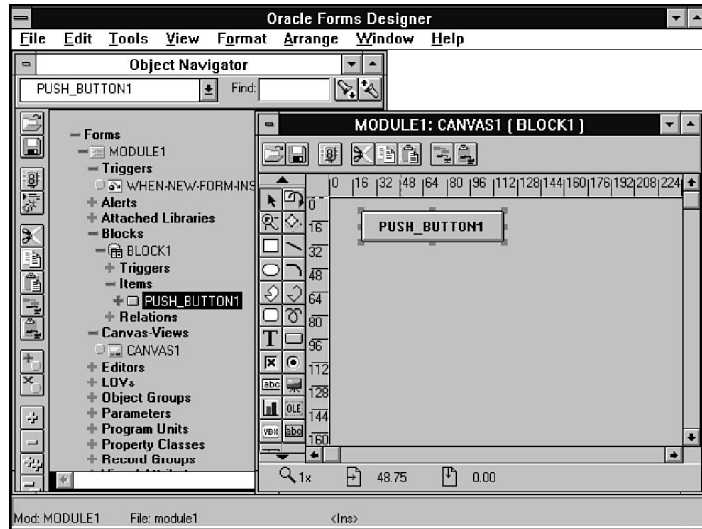 Oracle Forms Designer
File Edit Tools View Format Arrange Window Help
Object Navigator
PUSH_BUTTON1 Find:
Forms
MODULE1
Triggers
WHEN-NEW-FORM-INS
Alerts
Attached Libraries
Blocks
BLOCK1
Triggers
Items
PUSH_BUTTON1
Relations
Canvas-Views
CANVAS1
Editors
LOVs
Object Groups
Parameters
Program Units
Property Classes
Record Groups
MODULE1: CANVAS1 ( BLOCK1 )
0 16 32 48 64 80 96 112 128 144 160 176 192 208 224
0
16
32
48
64
80
96
112
128
144
160
PUSH_BUTTON1
T
abc
OLE
VBX abc
1x 48.75 0.00
Mod: MODULE1 File: module1 <Ins>